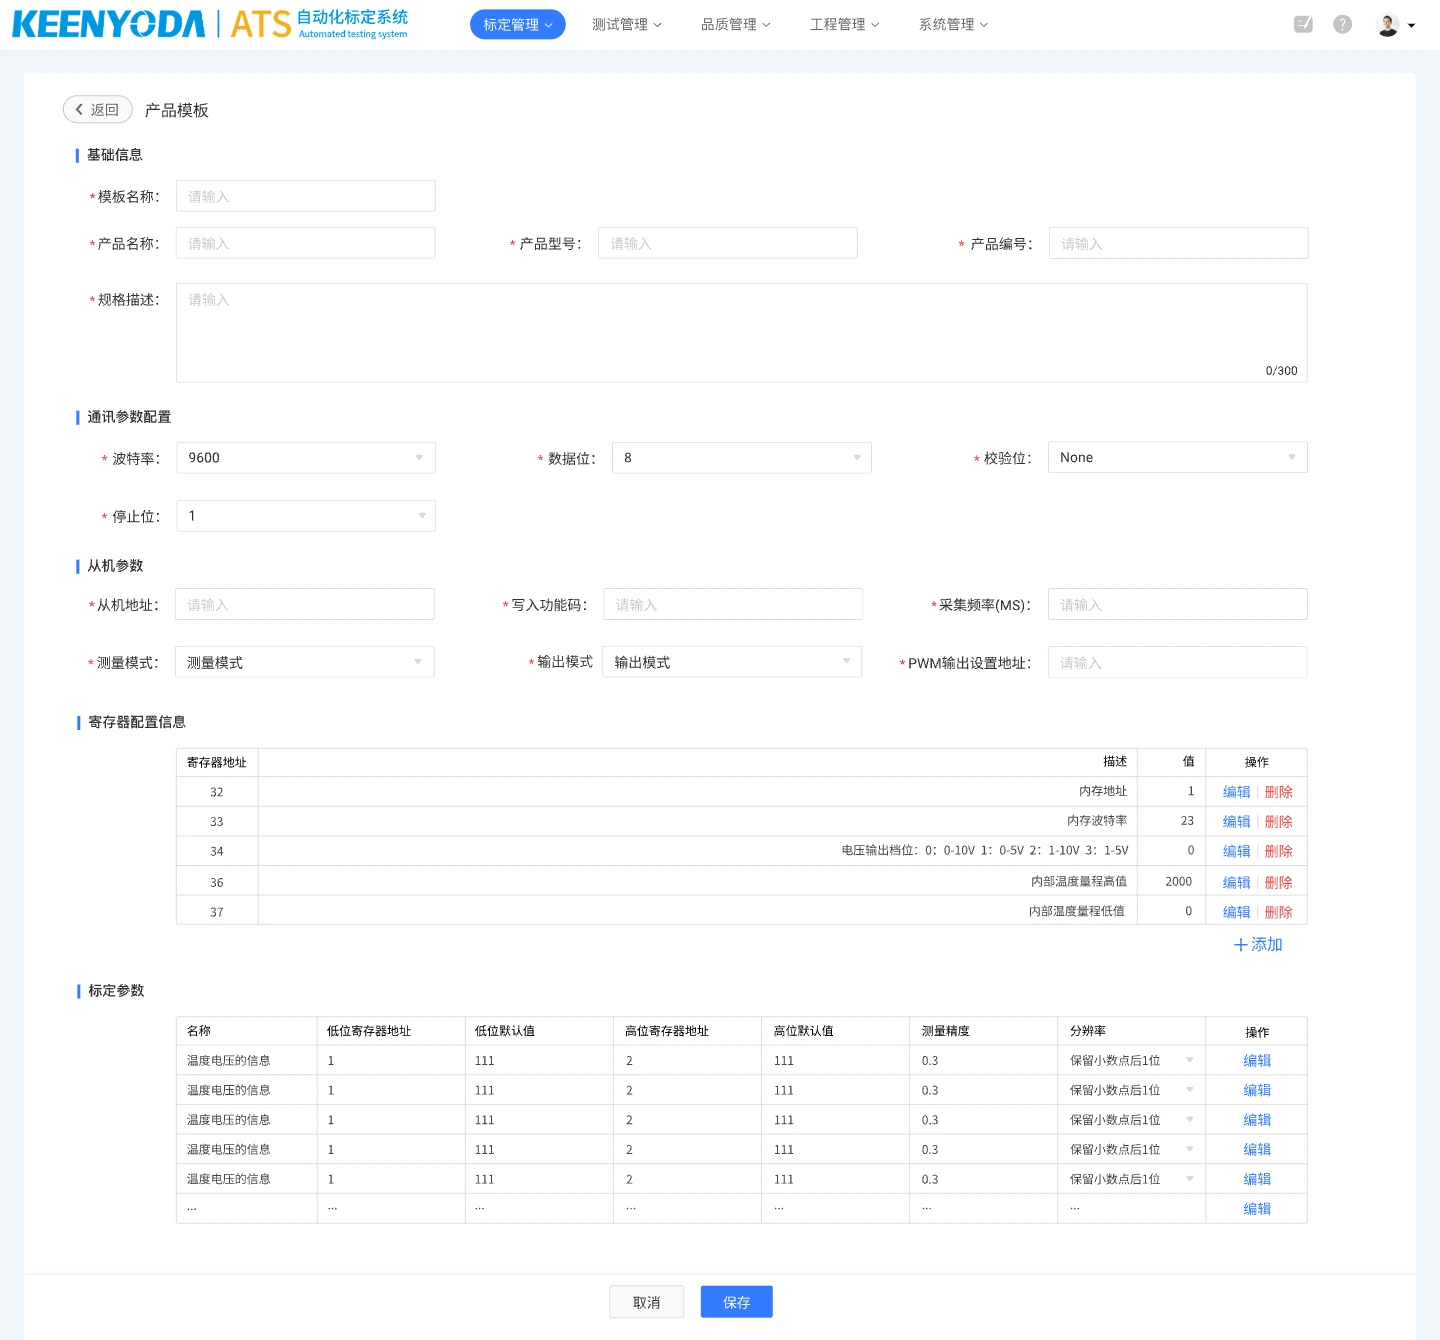 KEENYODA ATS 自动化标定系统
Automated testing system
标定管理 测试管理 品质管理 工程管理 系统管理
返回 产品模板
基础信息
*模板名称： 请输入
*产品名称： 请输入 * 产品型号： 请输入 * 产品编号： 请输入
*规格描述： 请输入
0/300
通讯参数配置
* 波特率： 9600 * 数据位： 8 * 校验位： None
* 停止位： 1
从机参数
*从机地址： 请输入 *写入功能码： 请输入 *采集频率(MS)： 请输入
*测量模式： 测量模式 *输出模式 输出模式 *PWM输出设置地址： 请输入
寄存器配置信息
寄存器地址 描述 值 操作
32 内存地址 1 编辑 删除
33 内存波特率 23 编辑 删除
34 电压输出档位：0：0-10V 1：0-5V 2：1-10V 3：1-5V 0 编辑 删除
36 内部温度量程高值 2000 编辑 删除
37 内部温度量程低值 0 编辑 删除
添加
标定参数
名称 低位寄存器地址 低位默认值 高位寄存器地址 高位默认值 测量精度 分辨率 操作
温度电压的信息 1 111 2 111 0.3 保留小数点后1位 编辑
温度电压的信息 1 111 2 111 0.3 保留小数点后1位 编辑
温度电压的信息 1 111 2 111 0.3 保留小数点后1位 编辑
温度电压的信息 1 111 2 111 0.3 保留小数点后1位 编辑
温度电压的信息 1 111 2 111 0.3 保留小数点后1位 编辑
... ... ... ... ... ... ... 编辑
取消 保存